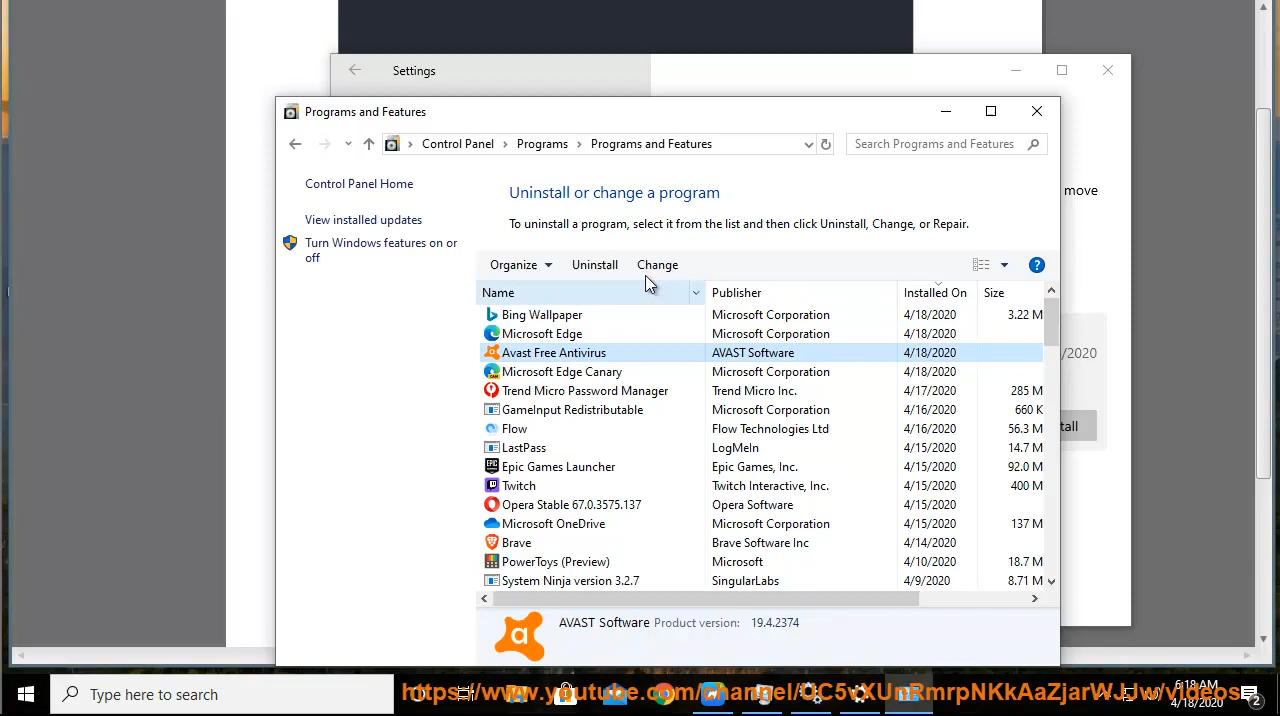 Settings
Programs and Features
Control Panel > Programs > Programs and Features
Search Programs and Features
Control Panel Home
View installed updates
Turn Windows features on or
off
move
Uninstall or change a program
To uninstall a program, select it from the list and then click Uninstall, Change, or Repair.
Organize Uninstall Change
Name Publisher Installed On Size
Bing Wallpaper Microsoft Corporation 4/18/2020 3.22 M
Microsoft Edge Microsoft Corporation 4/18/2020
Avast Free Antivirus AVAST Software 4/18/2020
/2020
Microsoft Edge Canary Microsoft Corporation 4/18/2020
Trend Micro Password Manager Trend Micro Inc. 4/17/2020 285 M
GameInput Redistributable Microsoft Corporation 4/16/2020 660 K
Flow Flow Technologies Ltd 4/16/2020 56.3 M
tall
LastPass LogMeIn 4/15/2020 14.7 M
Epic Games Launcher Epic Games, Inc. 4/15/2020 92.0 M
Twitch Twitch Interactive, Inc. 4/15/2020 400 M
Opera Stable 67.0.3575.137 Opera Software 4/15/2020
Microsoft OneDrive Microsoft Corporation 4/15/2020 137 M
Brave Brave Software Inc 4/14/2020
PowerToys (Preview) Microsoft 4/10/2020 18.7 M
System Ninja version 3.2.7 SingularLabs 4/9/2020 8.71 M
AVAST Software Product version: 19.4.2374
Type here to search
6:18 AM
4/18/2020
2